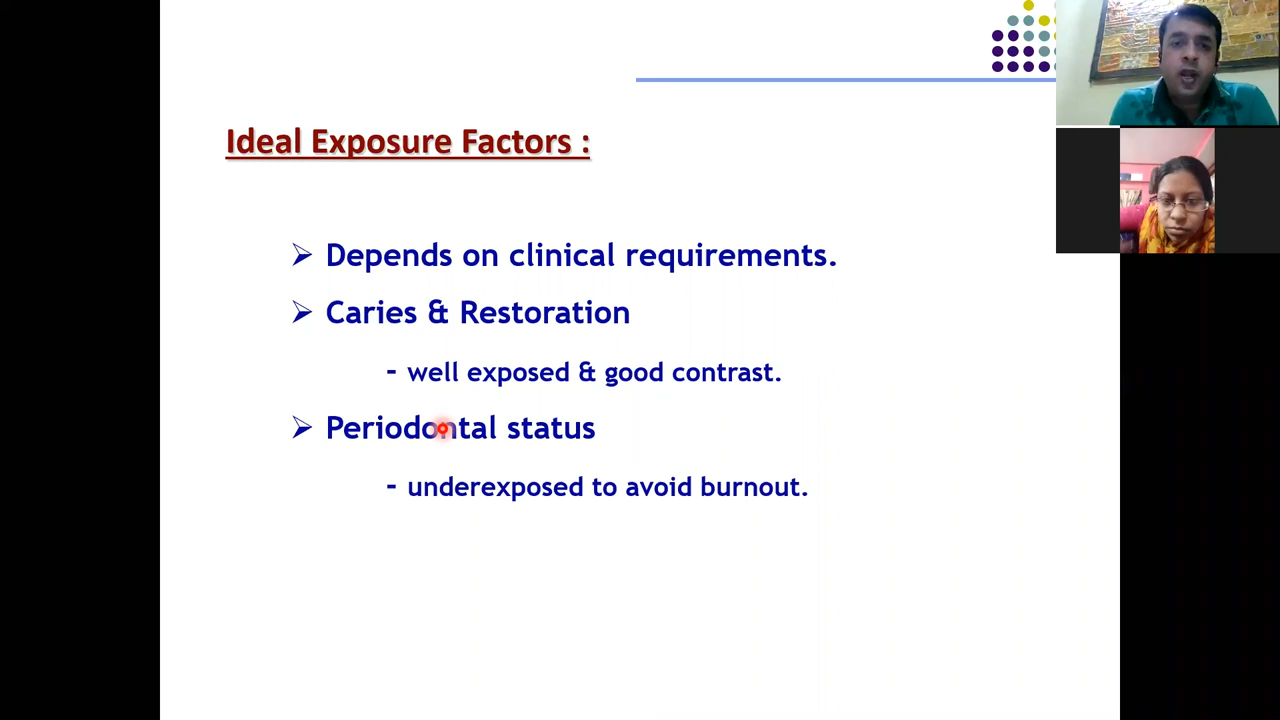 Ideal Exposure Factors :
➢ Depends on clinical requirements.
➢ Caries & Restoration
- well exposed & good contrast.
➢ Periodontal status
- underexposed to avoid burnout.